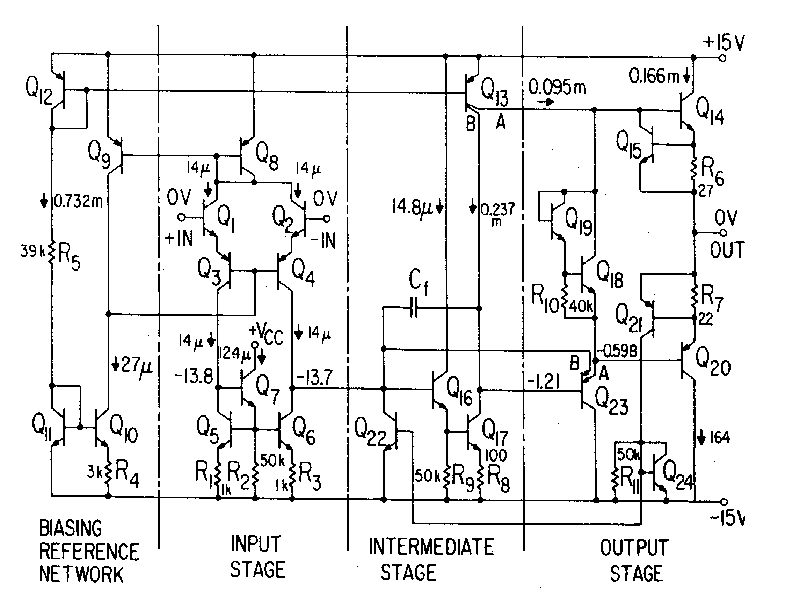 +15V
Q12
Q13
0.095m
0.166m
Q14
B A
Q15
Q9
Q8
14μ
14μ
R6
27
0.732m
0V
0V
14.8μ
0.237
m
Q19
0V
OUT
Q1
Q2
+IN
-IN
39k R5
Q3
Q4
Cf
Q18
R10 40k
R7
22
Q21
14μ
+VCC
124μ
14μ
-0.598
27μ
B
A
Q20
-13.8
Q7
-13.7
Q16
-1.21
Q23
Q11
Q10
Q5
Q6
Q22
Q17
164
3k R4
R1 1k
R2
50k
1k R3
50k R9
100
R8
50k
R11
Q24
-15V
BIASING
REFERENCE
NETWORK
INPUT
STAGE
INTERMEDIATE
STAGE
OUTPUT
STAGE